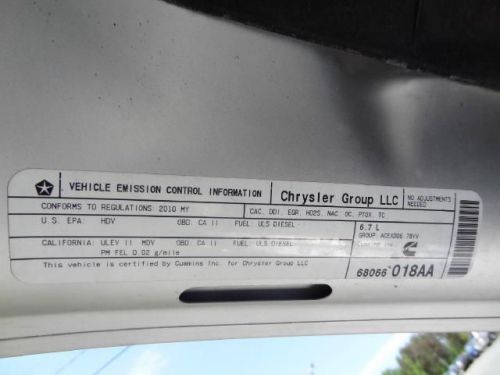 VEHICLE EMISSION CONTROL INFORMATION
Chrysler Group LLC
NO ADJUSTMENTS
NEEDED
CONFORMS TO REGULATIONS: 2010 MY
CAC, DDI, EGR, HO2S, NAC, OC, PTOX, TC
U.S. EPA: HDV OBD: CA II FUEL: ULS DIESEL
6.7 L
GROUP:
CALIFORNIA: ULEV II MDV OBD: CA II FUEL: ULS DIESEL
PM FEL 0.02 g/mile
This vehicle is certified by Cummins Inc. for Chrysler Group LLC
68066 018AA